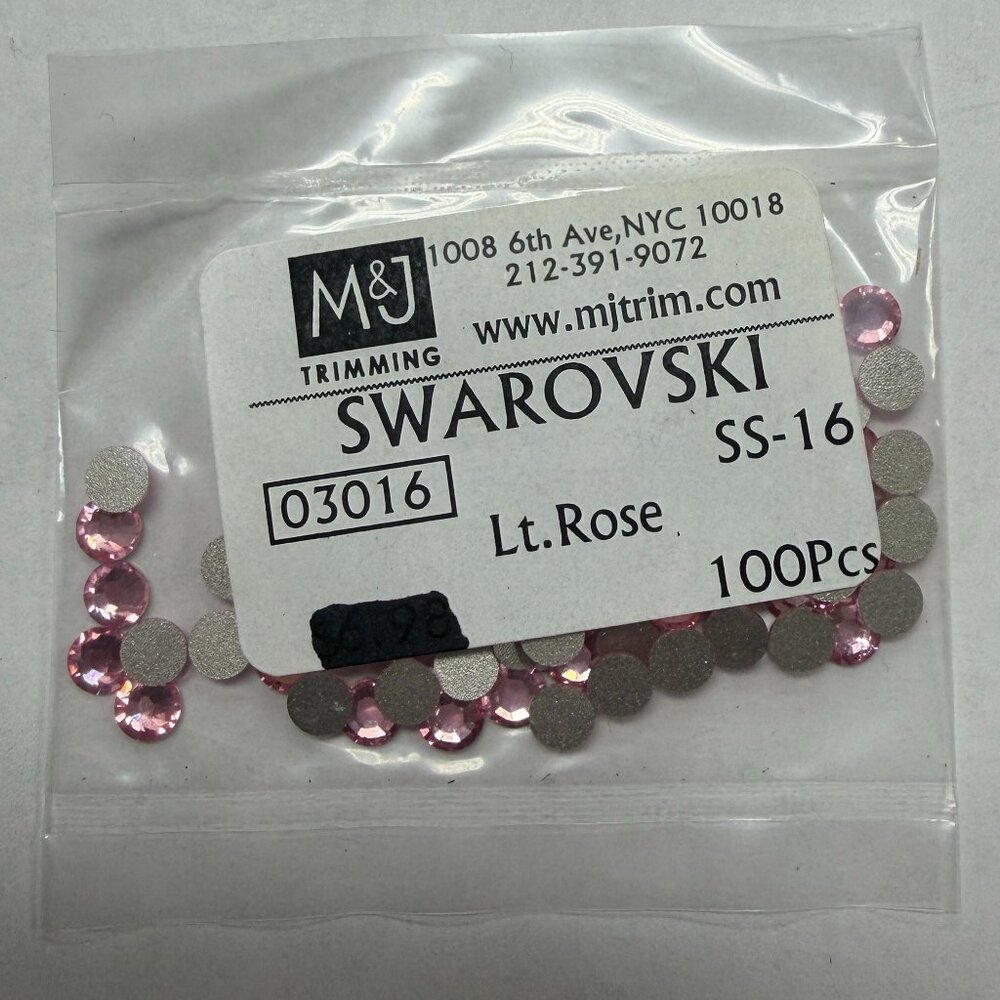 M&J
TRIMMING
1008 6th Ave,NYC 10018
212-391-9072
www.mjtrim.com
SWAROVSKI
SS-16
03016
Lt.Rose
100Pcs